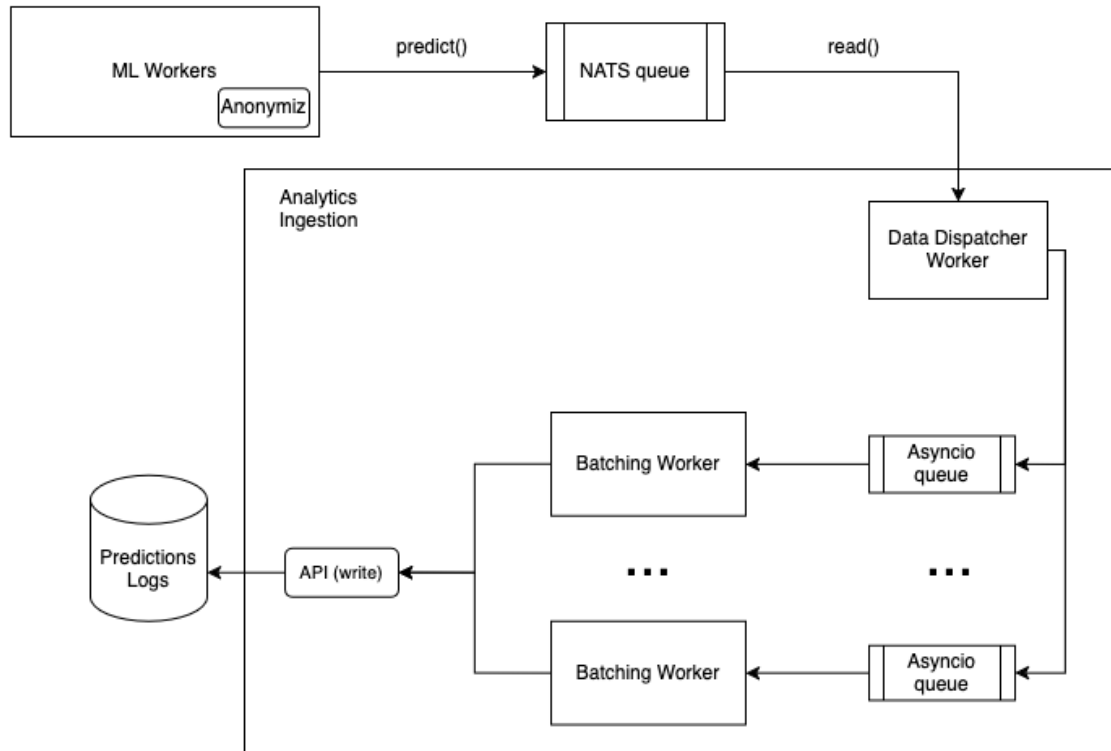 ML Workers
Anonymiz
predict()
NATS queue
read()
Analytics
Ingestion
Data Dispatcher
Worker
Batching Worker
Asyncio
queue
Predictions
Logs
API (write)
...
...
Batching Worker
Asyncio
queue